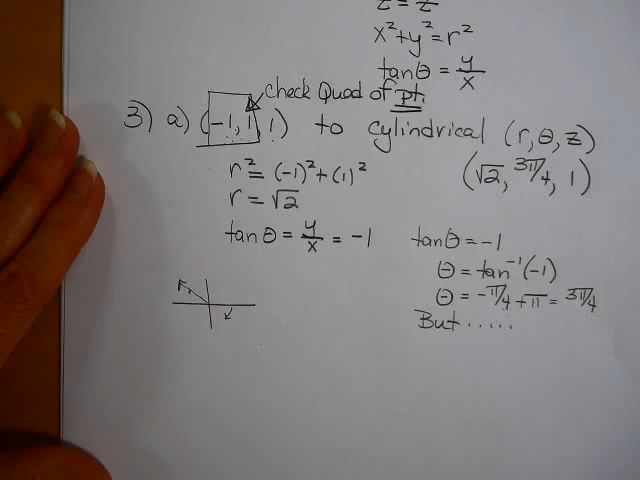 z = z
x² + y² = r²
tanθ = y/x
check Quad of pt.
3) a) (-1, 1, 1) to cylindrical (r, θ, z)
(√2, 3π/4, 1)
r² = (-1)² + (1)²
r = √2
tanθ = y/x = -1
tanθ = -1
θ = tan⁻¹(-1)
θ = -π/4 + π = 3π/4
But .....